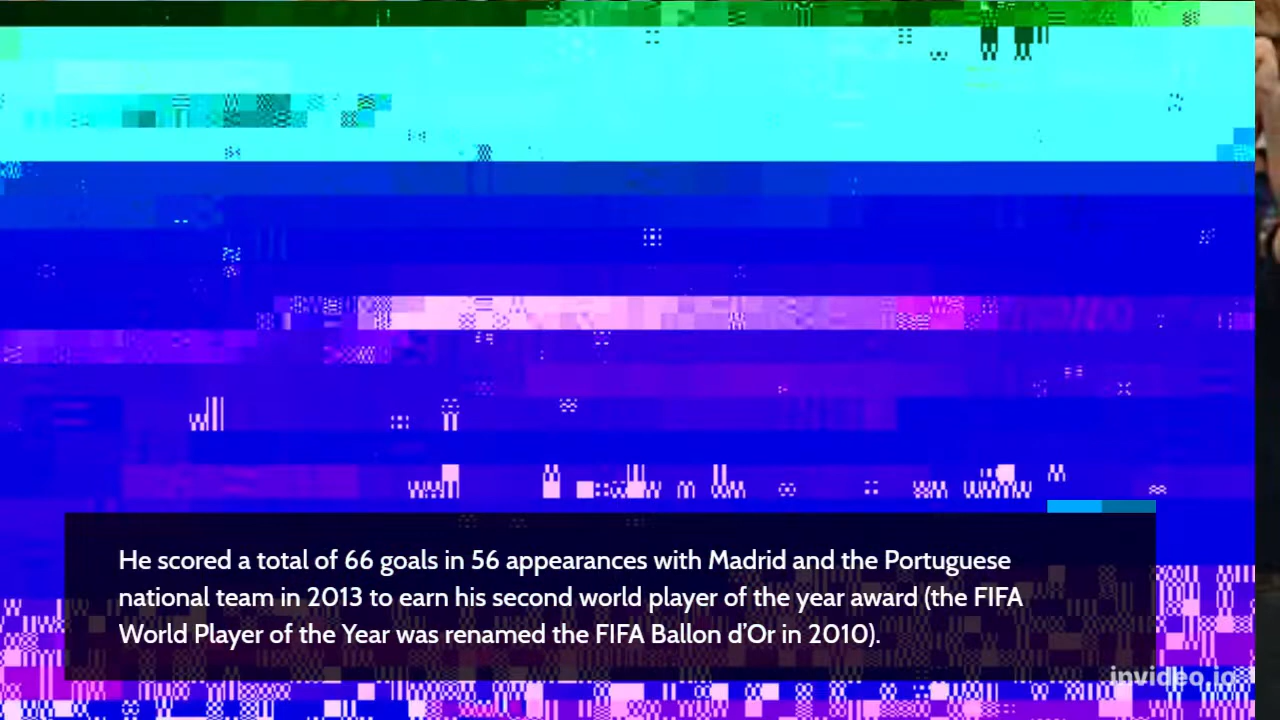 He scored a total of 66 goals in 56 appearances with Madrid and the Portuguese
national team in 2013 to earn his second world player of the year award (the FIFA
World Player of the Year was renamed the FIFA Ballon d’Or in 2010).
invideo.io